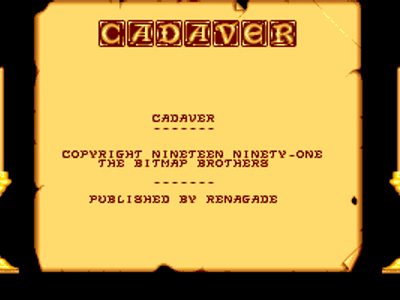 CADAVER
CADAVER
-------
COPYRIGHT NINETEEN NINETY-ONE
THE BITMAP BROTHERS
-------
PUBLISHED BY RENAGADE